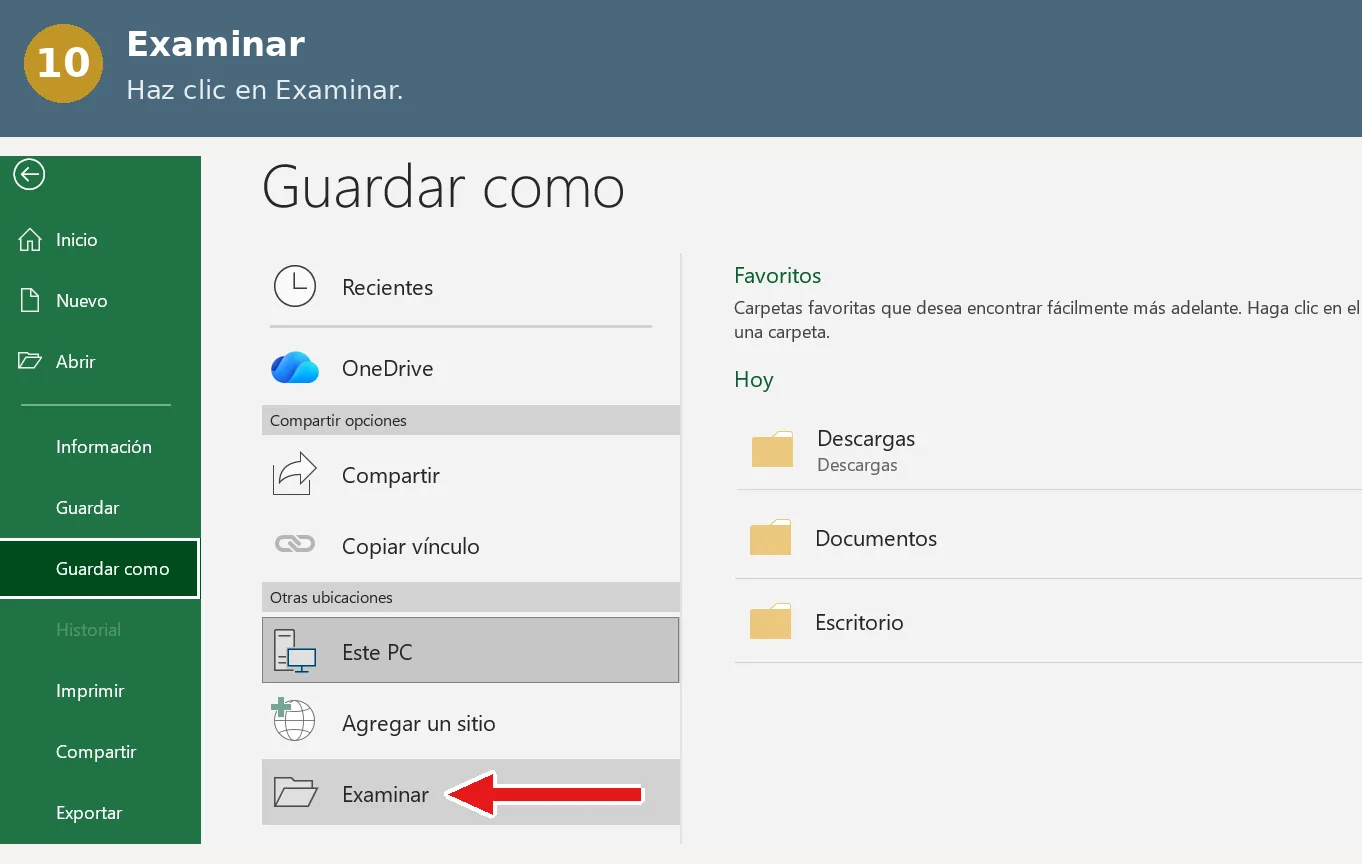 10
Examinar
Haz clic en Examinar.
Inicio
Nuevo
Abrir
Información
Guardar
Guardar como
Historial
Imprimir
Compartir
Exportar
Guardar como
Recientes
OneDrive
Compartir opciones
Compartir
Copiar vínculo
Otras ubicaciones
Este PC
Agregar un sitio
Examinar
Favoritos
Carpetas favoritas que desea encontrar fácilmente más adelante. Haga clic en el
una carpeta.
Hoy
Descargas
Descargas
Documentos
Escritorio